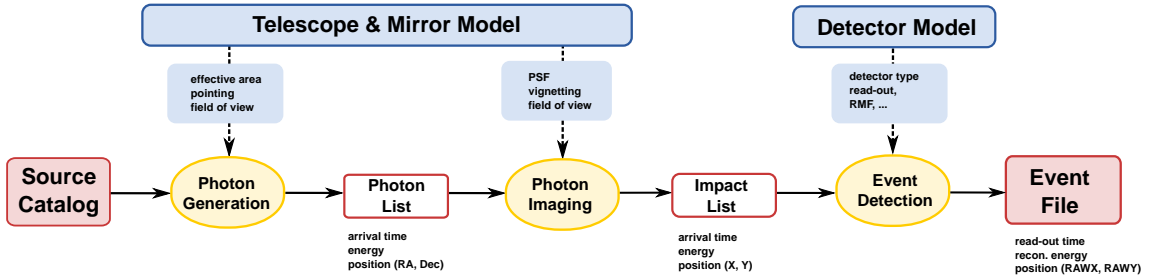 Telescope & Mirror Model
Detector Model
effective area
pointing
field of view
PSF
vignetting
field of view
detector type
read-out,
RMF, ...
Source
Catalog
Photon
Generation
Photon
List
Photon
Imaging
Impact
List
Event
Detection
Event
File
arrival time
energy
position (RA, Dec)
arrival time
energy
position (X, Y)
read-out time
recon. energy
position (RAWX, RAWY)